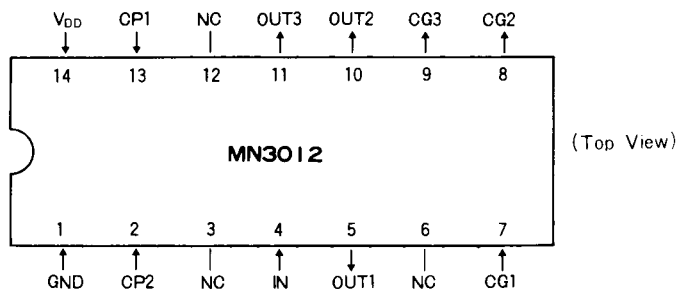 VDD CP1 NC OUT3 OUT2 CG3 CG2
14 13 12 11 10 9 8
MN3012
(Top View)
1 2 3 4 5 6 7
GND CP2 NC IN OUT1 NC CG1